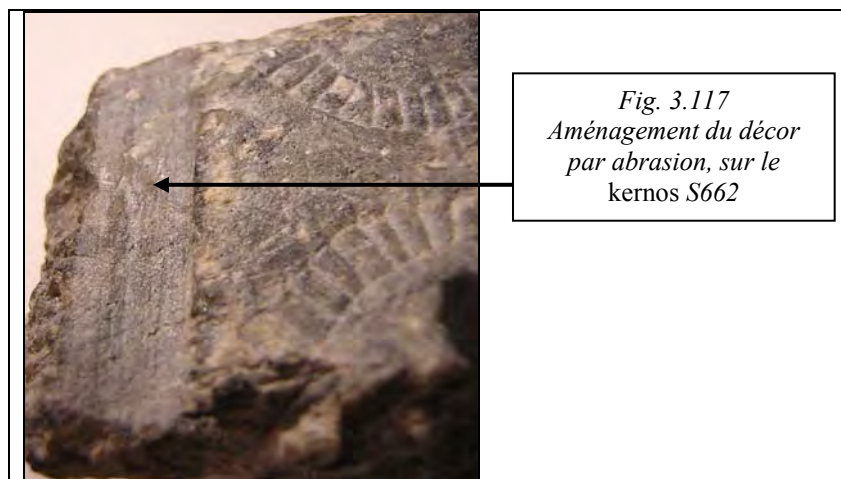 Fig. 3.117
Aménagement du décor
par abrasion, sur le
kernos S662